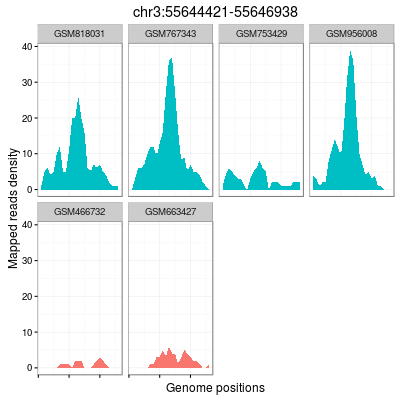 chr3:55644421-55646938
GSM818031 GSM767343 GSM753429 GSM956008
40
30
20
10
0
Mapped reads density
GSM466732 GSM663427
40
30
20
10
0
Genome positions